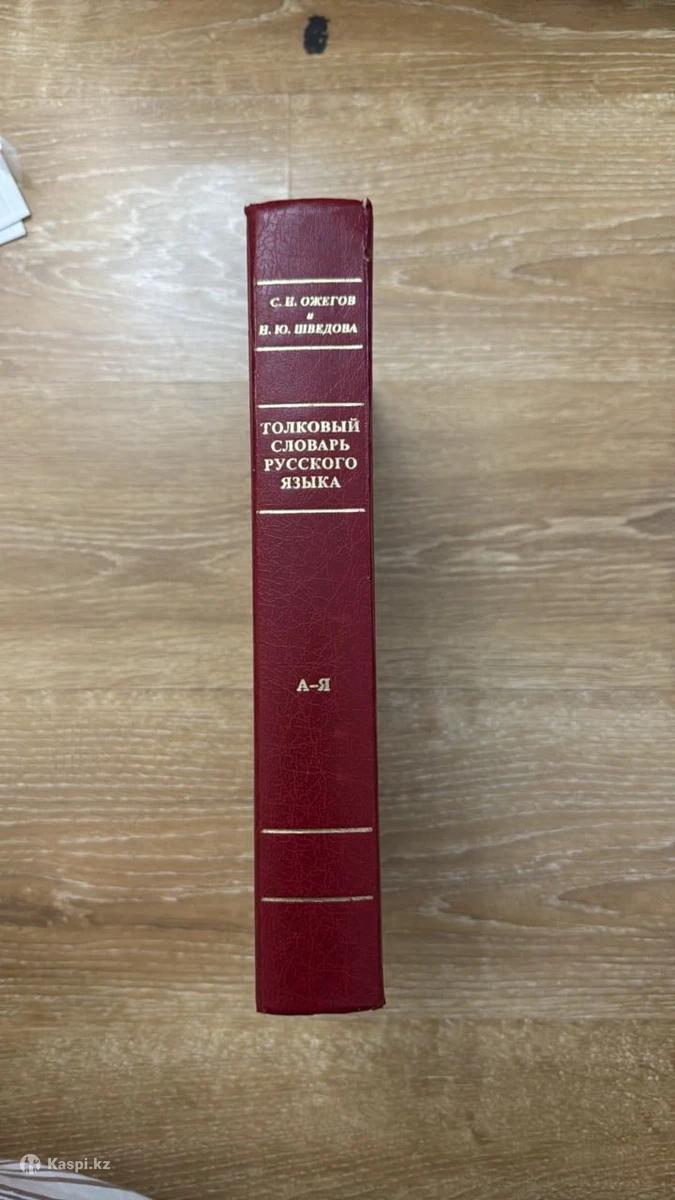 С. И. ОЖЕГОВ
и
Н. Ю. ШВЕДОВА
ТОЛКОВЫЙ
СЛОВАРЬ
РУССКОГО
ЯЗЫКА
А–Я
Kaspi.kz